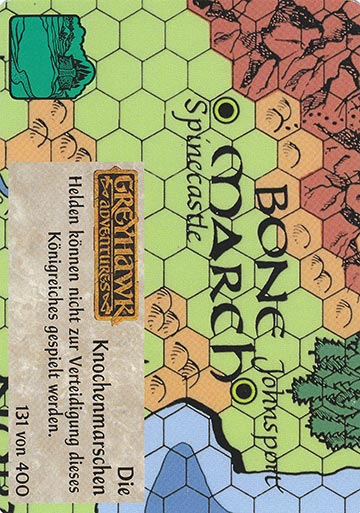 BONE
MARCH
Spinecastle
Johnsport
GREYHAWK
ADVENTURES
Die
Knochenmarschen
Helden können nicht zur Verteidigung dieses
Königreiches gespielt werden.
131 von 400